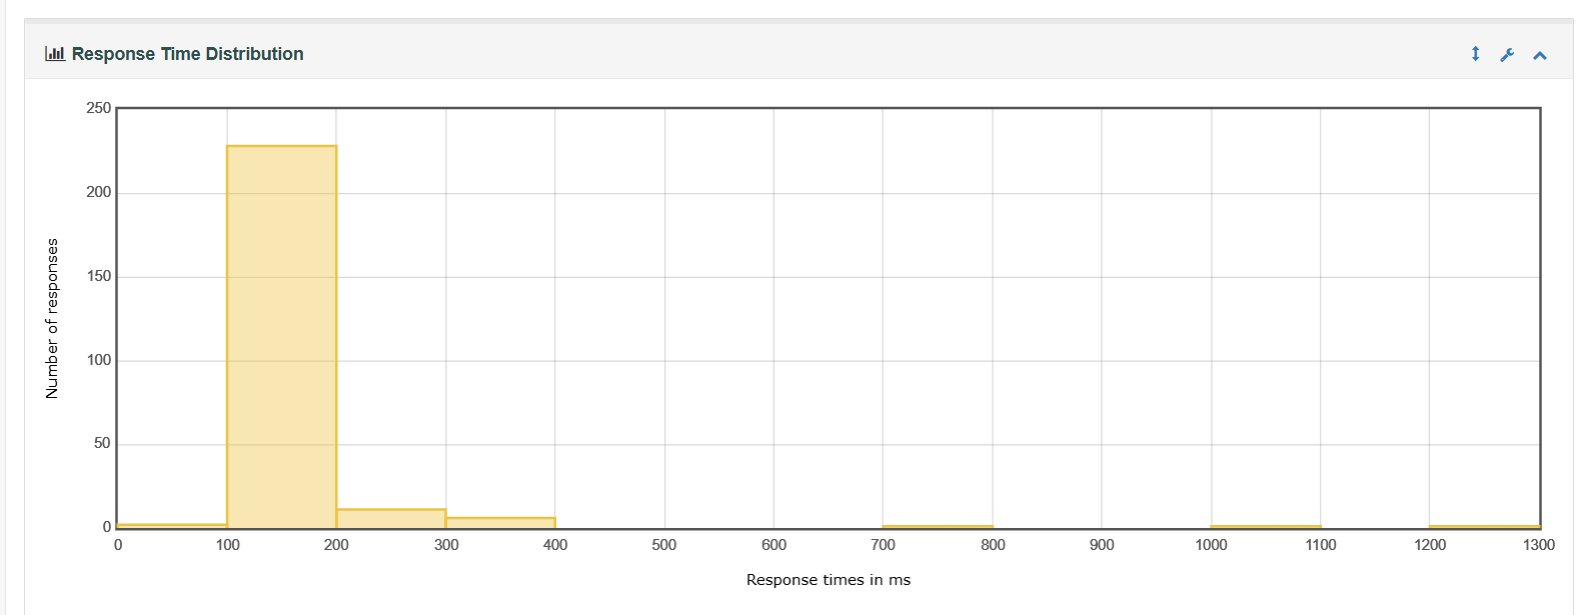 Response Time Distribution
250
200
150
100
50
0
Number of responses
0 100 200 300 400 500 600 700 800 900 1000 1100 1200 1300
Response times in ms